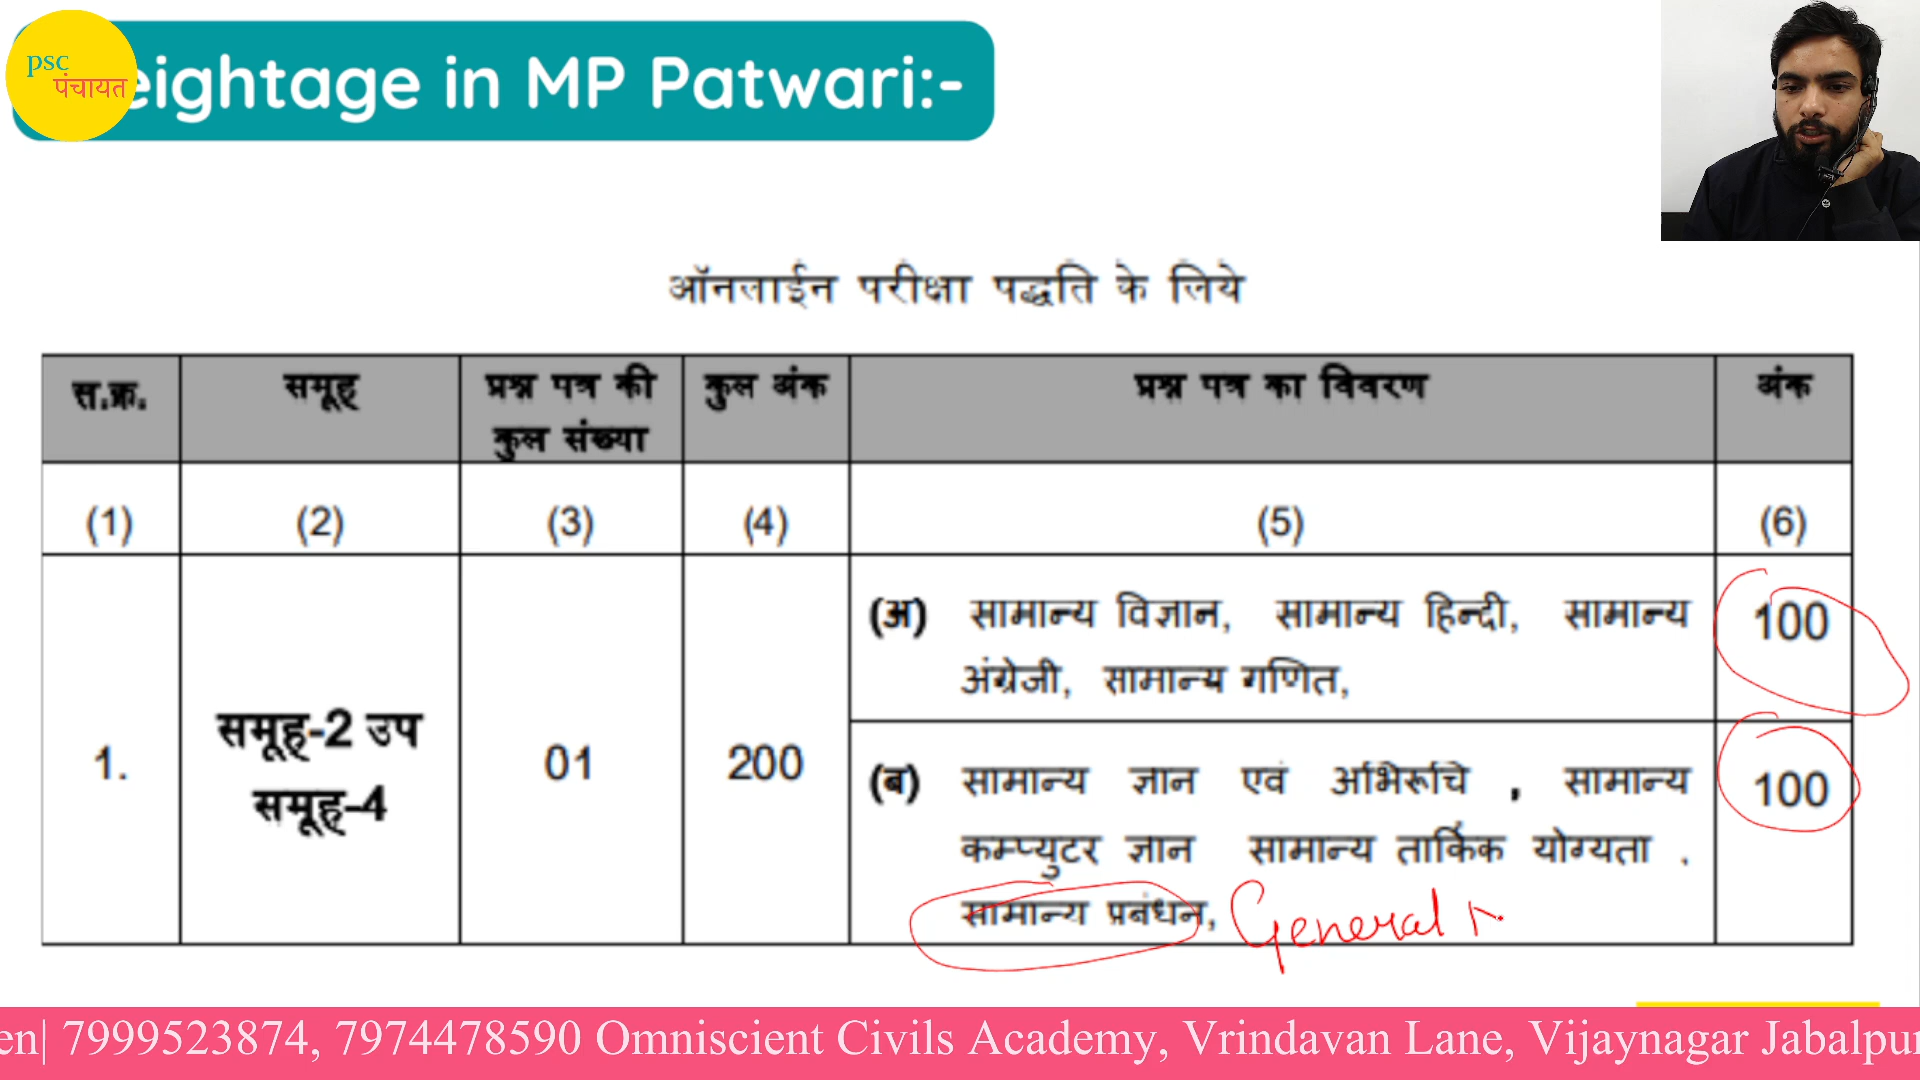 psc
पंचायत
eightage in MP Patwari:-
ऑनलाईन परीक्षा पद्धति के लिये
स.क्र. समूह प्रश्न पत्र की कुल संख्या कुल अंक प्रश्न पत्र का विवरण अंक
(1) (2) (3) (4) (5) (6)
1. समूह-2 उप समूह-4 01 200
(अ) सामान्य विज्ञान, सामान्य हिन्दी, सामान्य 100
अंग्रेजी, सामान्य गणित,
(ब) सामान्य ज्ञान एवं अभिरूचि , सामान्य 100
कम्प्युटर ज्ञान सामान्य तार्किक योग्यता .
सामान्य प्रबंधन, General
en| 7999523874, 7974478590 Omniscient Civils Academy, Vrindavan Lane, Vijaynagar Jabalpur